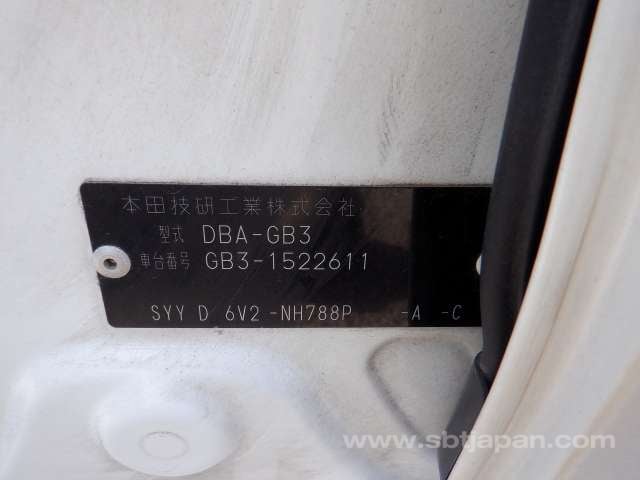 本田技研工業株式会社
型式 DBA-GB3
車台番号 GB3-1522611
SYY D 6V2 -NH788P -A -C
www.sbtjapan.com